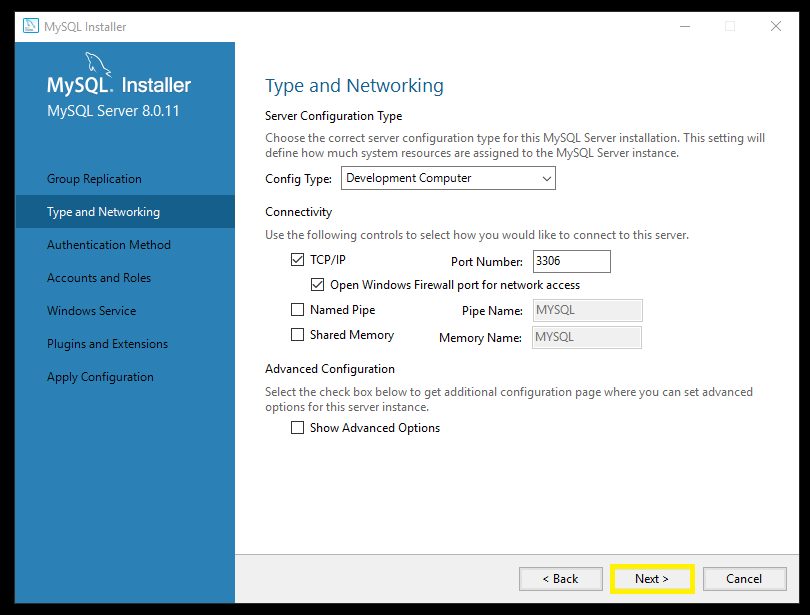 MySQL Installer
MySQL. Installer
MySQL Server 8.0.11
Group Replication
Type and Networking
Authentication Method
Accounts and Roles
Windows Service
Plugins and Extensions
Apply Configuration
Type and Networking
Server Configuration Type
Choose the correct server configuration type for this MySQL Server installation. This setting will
define how much system resources are assigned to the MySQL Server instance.
Config Type: Development Computer
Connectivity
Use the following controls to select how you would like to connect to this server.
TCP/IP Port Number: 3306
Open Windows Firewall port for network access
Named Pipe Pipe Name: MYSQL
Shared Memory Memory Name: MYSQL
Advanced Configuration
Select the check box below to get additional configuration page where you can set advanced
options for this server instance.
Show Advanced Options
< Back Next > Cancel